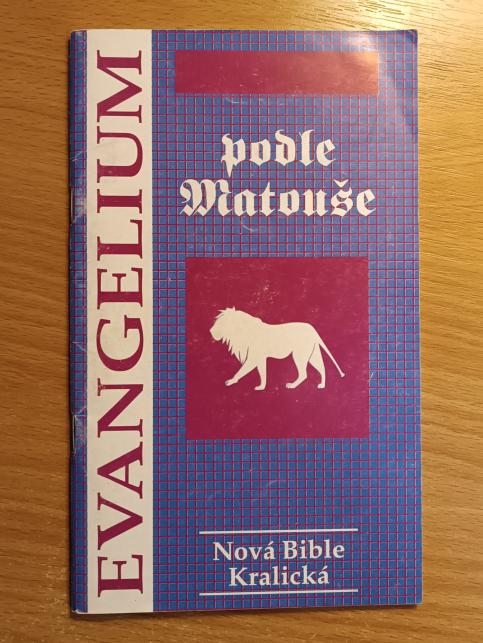 EVANGELIUM
podle
Matouše
Nová Bible
Kralická